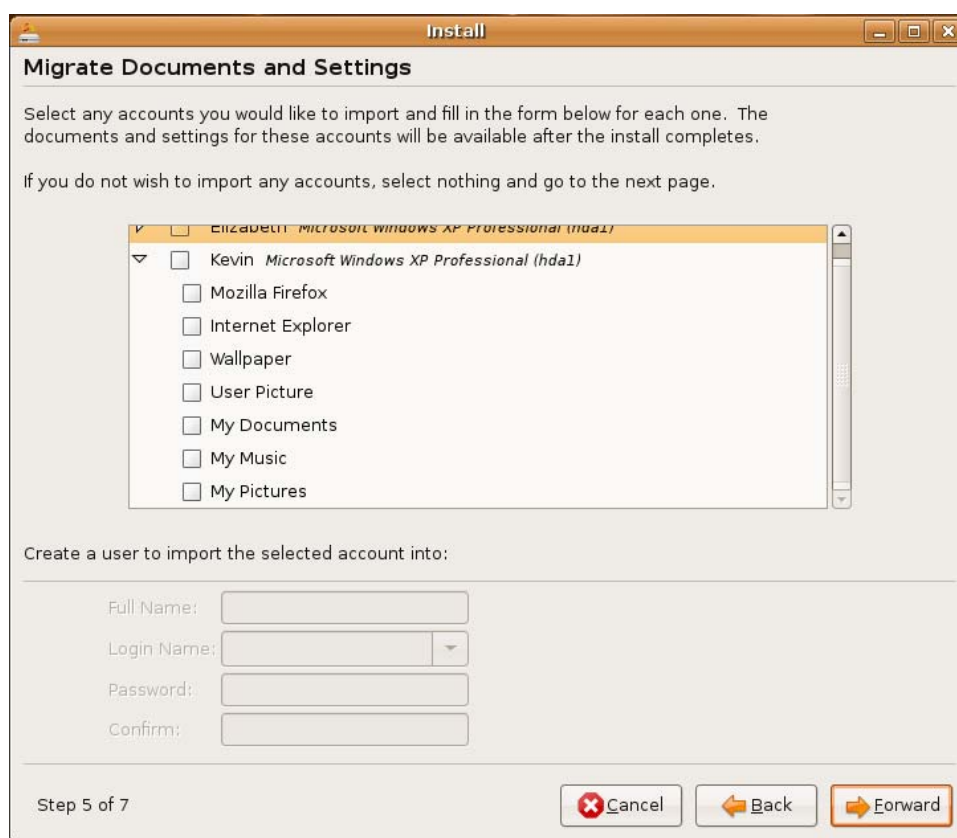 Install
Migrate Documents and Settings
Select any accounts you would like to import and fill in the form below for each one.  The
documents and settings for these accounts will be available after the install completes.
If you do not wish to import any accounts, select nothing and go to the next page.
Elizabeth  Microsoft Windows XP Professional (hda1)
Kevin  Microsoft Windows XP Professional (hda1)
Mozilla Firefox
Internet Explorer
Wallpaper
User Picture
My Documents
My Music
My Pictures
Create a user to import the selected account into:
Full Name:
Login Name:
Password:
Confirm:
Step 5 of 7
Cancel
Back
Forward